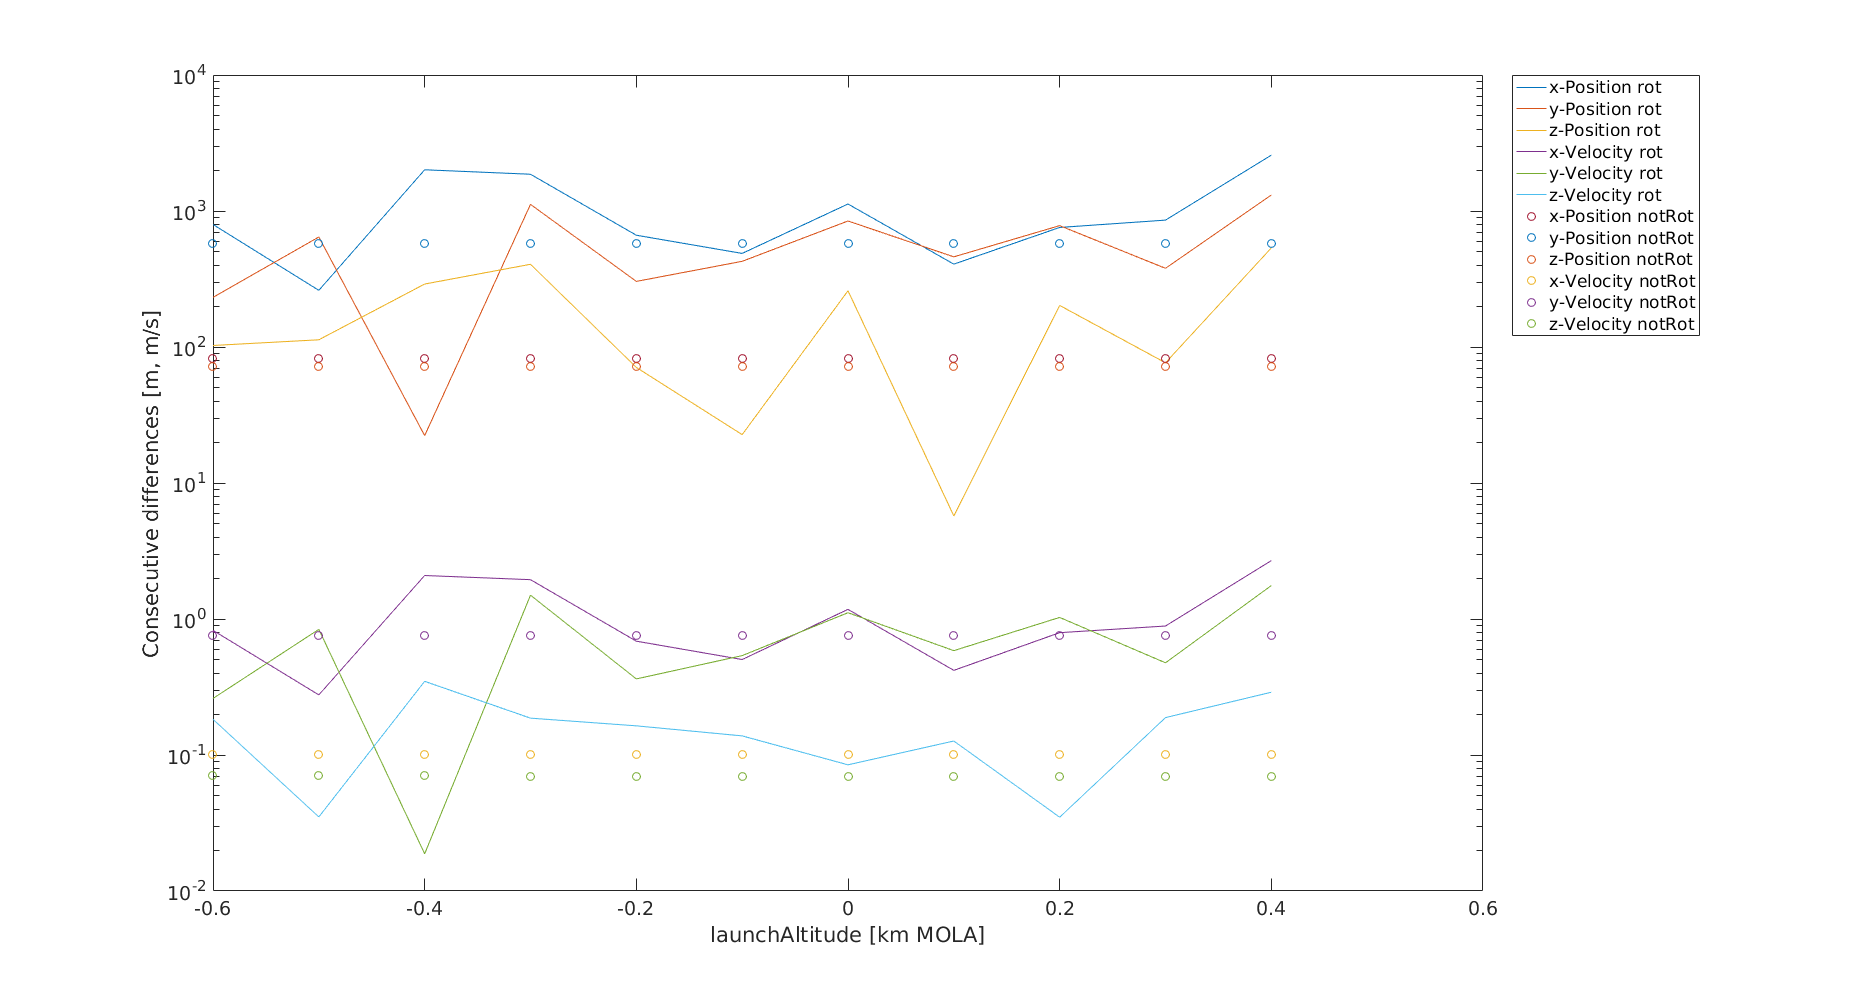 10^4
10^3
10^2
10^1
10^0
10^-1
10^-2
Consecutive differences [m, m/s]
-0.6
-0.4
-0.2
0
0.2
0.4
0.6
launchAltitude [km MOLA]
x-Position rot
y-Position rot
z-Position rot
x-Velocity rot
y-Velocity rot
z-Velocity rot
x-Position notRot
y-Position notRot
z-Position notRot
x-Velocity notRot
y-Velocity notRot
z-Velocity notRot